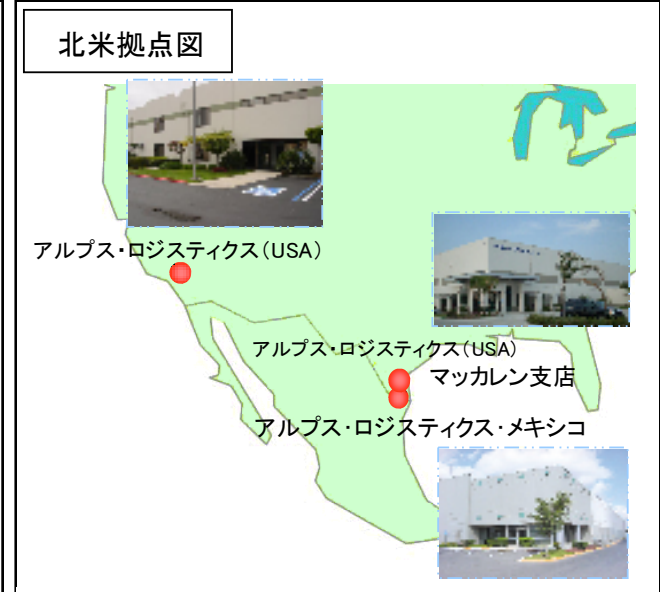 北米拠点図
アルプス・ロジスティクス（USA）
アルプス・ロジスティクス（USA）
マッカレン支店
アルプス・ロジスティクス・メキシコ